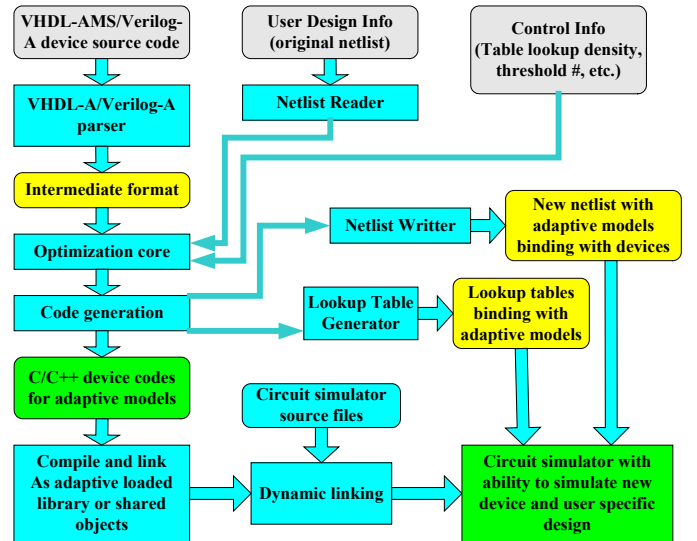 VHDL-AMS/Verilog-
A device source code
User Design Info
(original netlist)
Control Info
(Table lookup density,
threshold #, etc.)
VHDL-A/Verilog-A
parser
Netlist Reader
Intermediate format
Netlist Writter
New netlist with
adaptive models
binding with devices
Optimization core
Code generation
Lookup Table
Generator
Lookup tables
binding with
adaptive models
C/C++ device codes
for adaptive models
Circuit simulator
source files
Compile and link
As adaptive loaded
library or shared
objects
Dynamic linking
Circuit simulator with
ability to simulate new
device and user specific
design